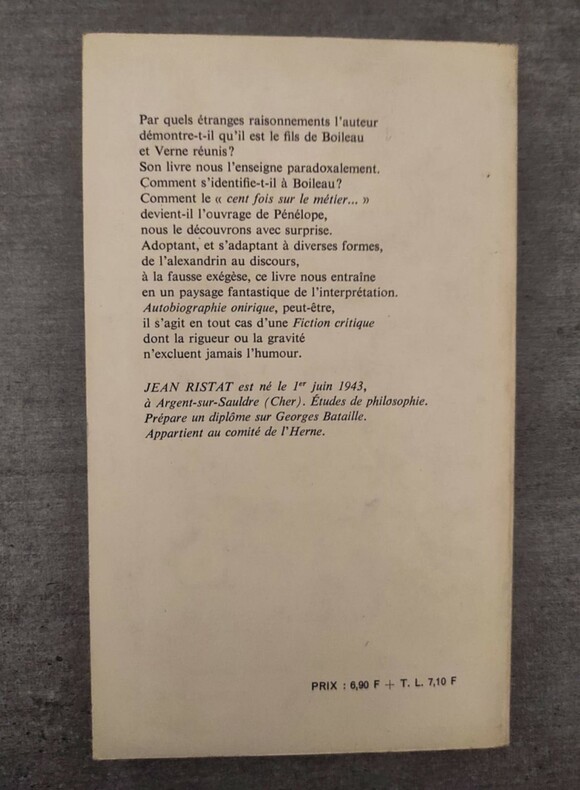 Par quels étranges raisonnements l'auteur
démontre-t-il qu'il est le fils de Boileau
et Verne réunis?
Son livre nous l'enseigne paradoxalement.
Comment s'identifie-t-il à Boileau?
Comment le « cent fois sur le métier... »
devient-il l'ouvrage de Pénélope,
nous le découvrons avec surprise.
Adoptant, et s'adaptant à diverses formes,
de l'alexandrin au discours,
à la fausse exégèse, ce livre nous entraîne
en un paysage fantastique de l'interprétation.
Autobiographie onirique, peut-être,
il s'agit en tout cas d'une Fiction critique
dont la rigueur ou la gravité
n'excluent jamais l'humour.
JEAN RISTAT est né le 1er juin 1943,
à Argent-sur-Sauldre (Cher). Études de philosophie.
Prépare un diplôme sur Georges Bataille.
Appartient au comité de l'Herne.
PRIX : 6,90 F + T. L. 7,10 F